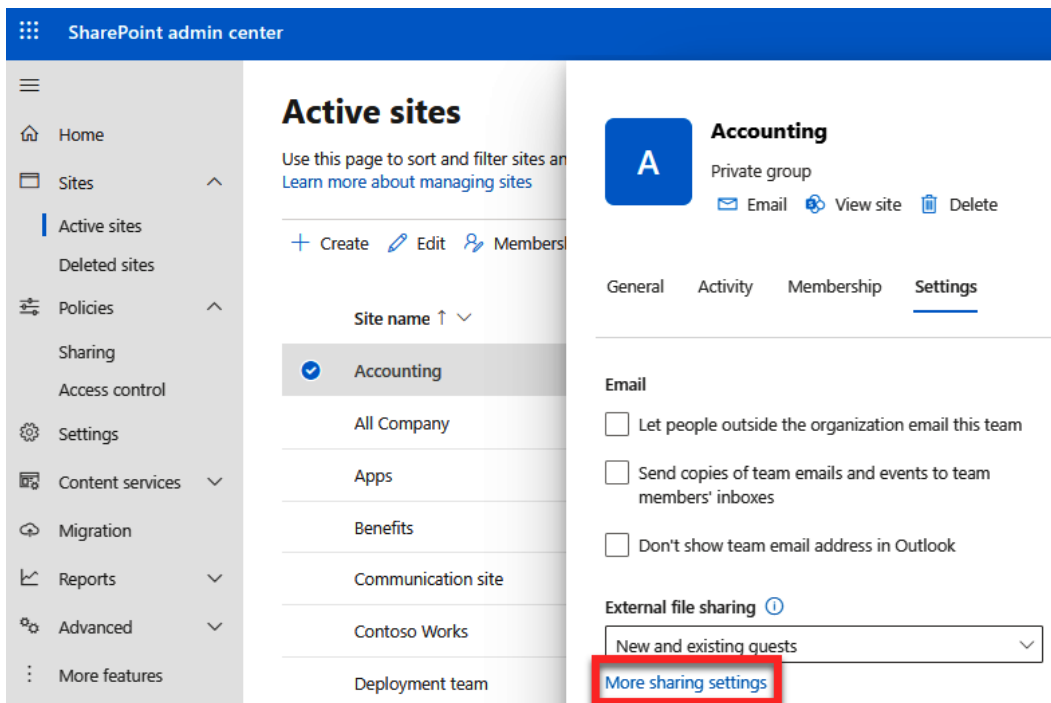 SharePoint admin center
Home
Sites
Active sites
Deleted sites
Policies
Sharing
Access control
Settings
Content services
Migration
Reports
Advanced
More features
Active sites
Use this page to sort and filter sites an
Learn more about managing sites
Create Edit Membersl
Site name ↑
Accounting
All Company
Apps
Benefits
Communication site
Contoso Works
Deployment team
A
Accounting
Private group
Email View site Delete
General Activity Membership Settings
Email
Let people outside the organization email this team
Send copies of team emails and events to team
members' inboxes
Don't show team email address in Outlook
External file sharing
New and existing guests
More sharing settings